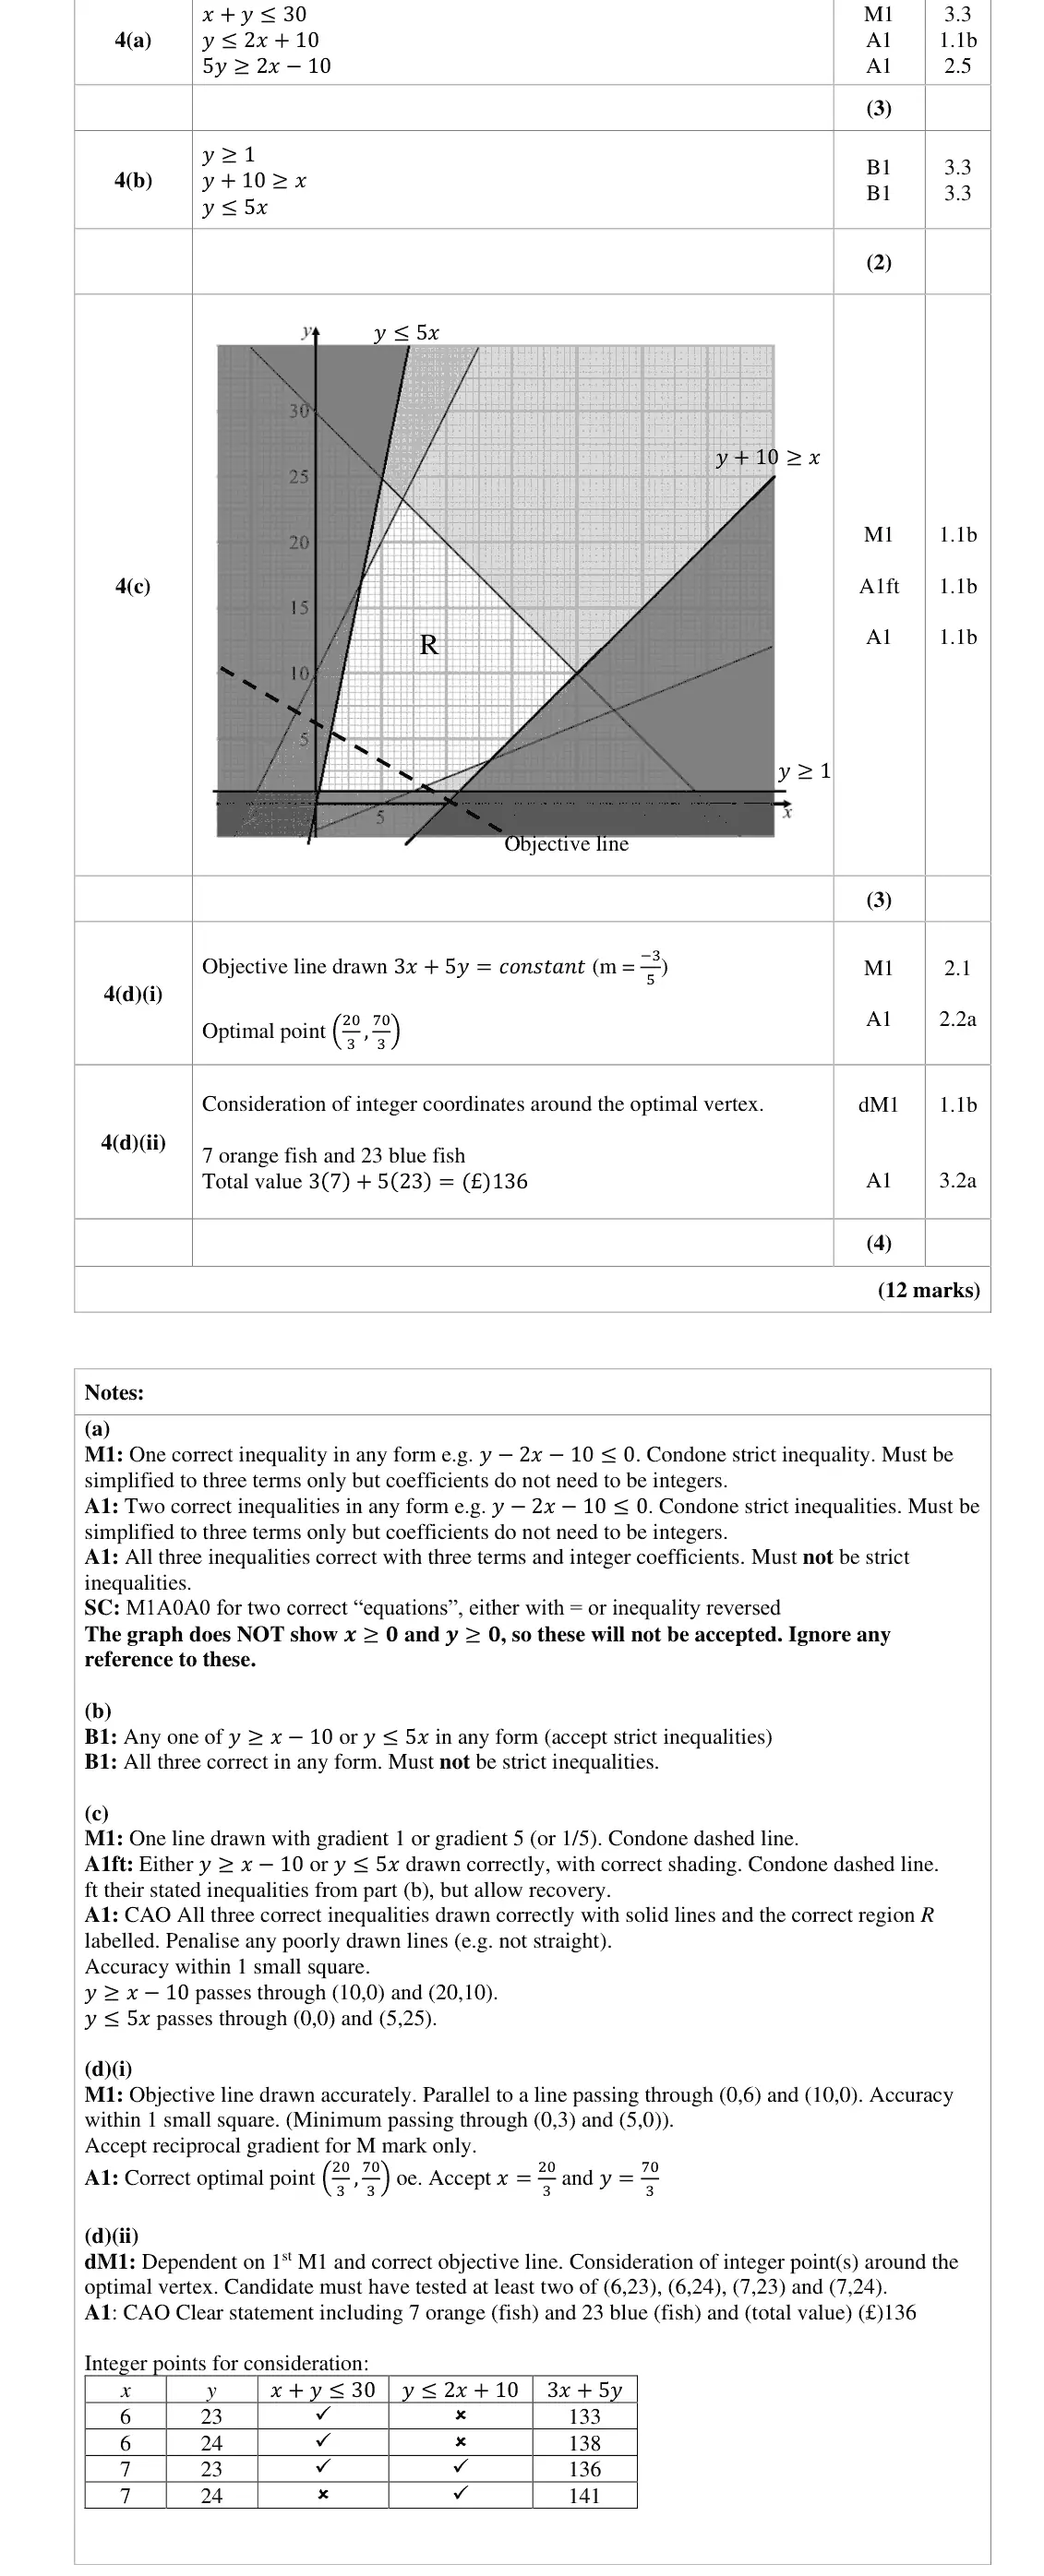 x + y ≤ 30 M1 3.3
4(a) y ≤ 2x + 10 A1 1.1b
5y ≥ 2x − 10 A1 2.5
(3)
y ≥ 1
4(b) y + 10 ≥ x B1 3.3
y ≤ 5x B1 3.3
(2)
y y ≤ 5x
30
y + 10 ≥ x
25
20 M1 1.1b
4(c) A1ft 1.1b
15
R A1 1.1b
10
5
y ≥ 1
5 x
Objective line
(3)
Objective line drawn 3x + 5y = constant (m = −3/5) M1 2.1
4(d)(i)
Optimal point (20/3, 70/3) A1 2.2a
Consideration of integer coordinates around the optimal vertex. dM1 1.1b
4(d)(ii)
7 orange fish and 23 blue fish
Total value 3(7) + 5(23) = (£)136 A1 3.2a
(4)
(12 marks)
Notes:
(a)
M1: One correct inequality in any form e.g. y − 2x − 10 ≤ 0. Condone strict inequality. Must be
simplified to three terms only but coefficients do not need to be integers.
A1: Two correct inequalities in any form e.g. y − 2x − 10 ≤ 0. Condone strict inequalities. Must be
simplified to three terms only but coefficients do not need to be integers.
A1: All three inequalities correct with three terms and integer coefficients. Must not be strict
inequalities.
SC: M1A0A0 for two correct “equations”, either with = or inequality reversed
The graph does NOT show x ≥ 0 and y ≥ 0, so these will not be accepted. Ignore any
reference to these.
(b)
B1: Any one of y ≥ x − 10 or y ≤ 5x in any form (accept strict inequalities)
B1: All three correct in any form. Must not be strict inequalities.
(c)
M1: One line drawn with gradient 1 or gradient 5 (or 1/5). Condone dashed line.
A1ft: Either y ≥ x − 10 or y ≤ 5x drawn correctly, with correct shading. Condone dashed line.
ft their stated inequalities from part (b), but allow recovery.
A1: CAO All three correct inequalities drawn correctly with solid lines and the correct region R
labelled. Penalise any poorly drawn lines (e.g. not straight).
Accuracy within 1 small square.
y ≥ x − 10 passes through (10,0) and (20,10).
y ≤ 5x passes through (0,0) and (5,25).
(d)(i)
M1: Objective line drawn accurately. Parallel to a line passing through (0,6) and (10,0). Accuracy
within 1 small square. (Minimum passing through (0,3) and (5,0)).
Accept reciprocal gradient for M mark only.
A1: Correct optimal point (20/3, 70/3) oe. Accept x = 20/3 and y = 70/3
(d)(ii)
dM1: Dependent on 1st M1 and correct objective line. Consideration of integer point(s) around the
optimal vertex. Candidate must have tested at least two of (6,23), (6,24), (7,23) and (7,24).
A1: CAO Clear statement including 7 orange (fish) and 23 blue (fish) and (total value) (£)136
Integer points for consideration:
x y x + y ≤ 30 y ≤ 2x + 10 3x + 5y
6 23 ✓ × 133
6 24 ✓ × 138
7 23 ✓ ✓ 136
7 24 × ✓ 141